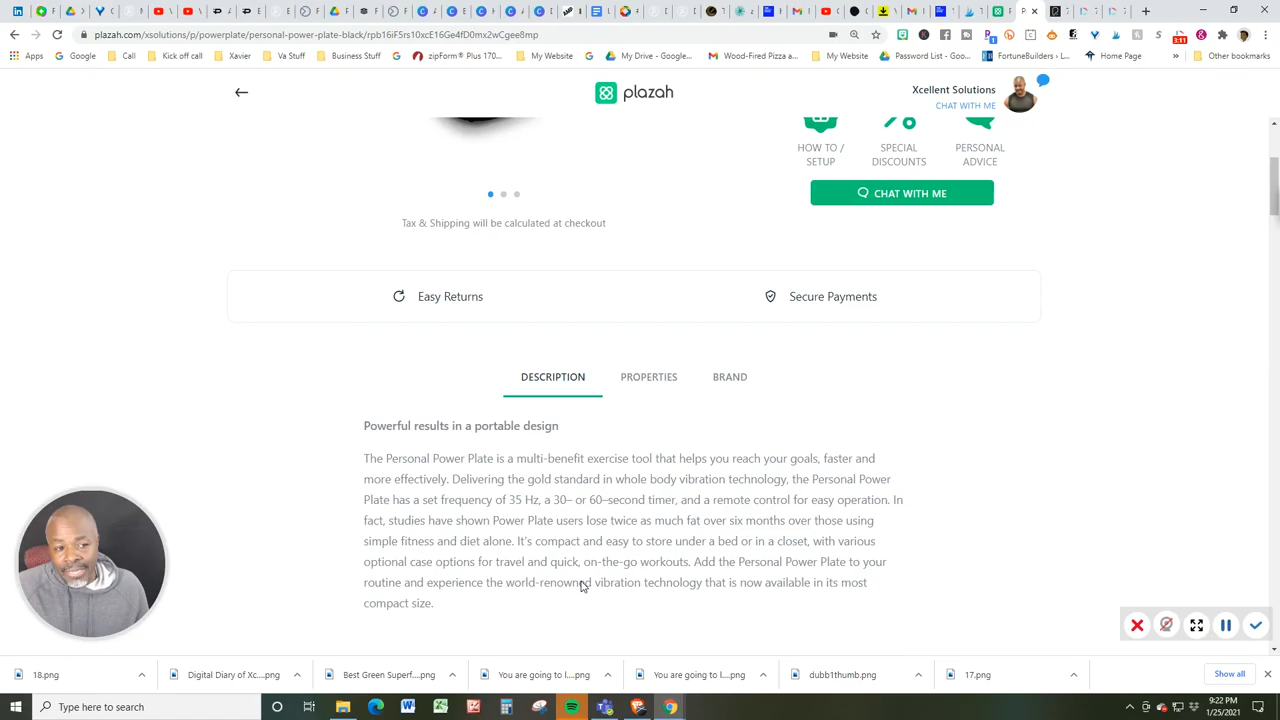 plazah.com/xsolutions/p/powerplate/personal-power-plate-black/rpb16iF5rs10xcE16Ge4fD0mx2wCgee8mp
Apps Google Call Kick off call Xavier Website Business Stuff zipForm® Plus 170... My Website My Drive - Google... Wood-Fired Pizza a... My Website Password List - Goo... FortuneBuilders › L... Home Page » Other bookmarks
3:11
plazah
Xcellent Solutions
CHAT WITH ME
HOW TO / SETUP
SPECIAL DISCOUNTS
PERSONAL ADVICE
CHAT WITH ME
Tax & Shipping will be calculated at checkout
Easy Returns Secure Payments
DESCRIPTION PROPERTIES BRAND
Powerful results in a portable design
The Personal Power Plate is a multi-benefit exercise tool that helps you reach your goals, faster and
more effectively. Delivering the gold standard in whole body vibration technology, the Personal Power
Plate has a set frequency of 35 Hz, a 30– or 60–second timer, and a remote control for easy operation. In
fact, studies have shown Power Plate users lose twice as much fat over six months over those using
simple fitness and diet alone. It's compact and easy to store under a bed or in a closet, with various
optional case options for travel and quick, on-the-go workouts. Add the Personal Power Plate to your
routine and experience the world-renowned vibration technology that is now available in its most
compact size.
18.png Digital Diary of Xc....png Best Green Superf....png You are going to l....png You are going to l....png dubb1thumb.png 17.png Show all
Type here to search
9:22 PM
1/25/2021